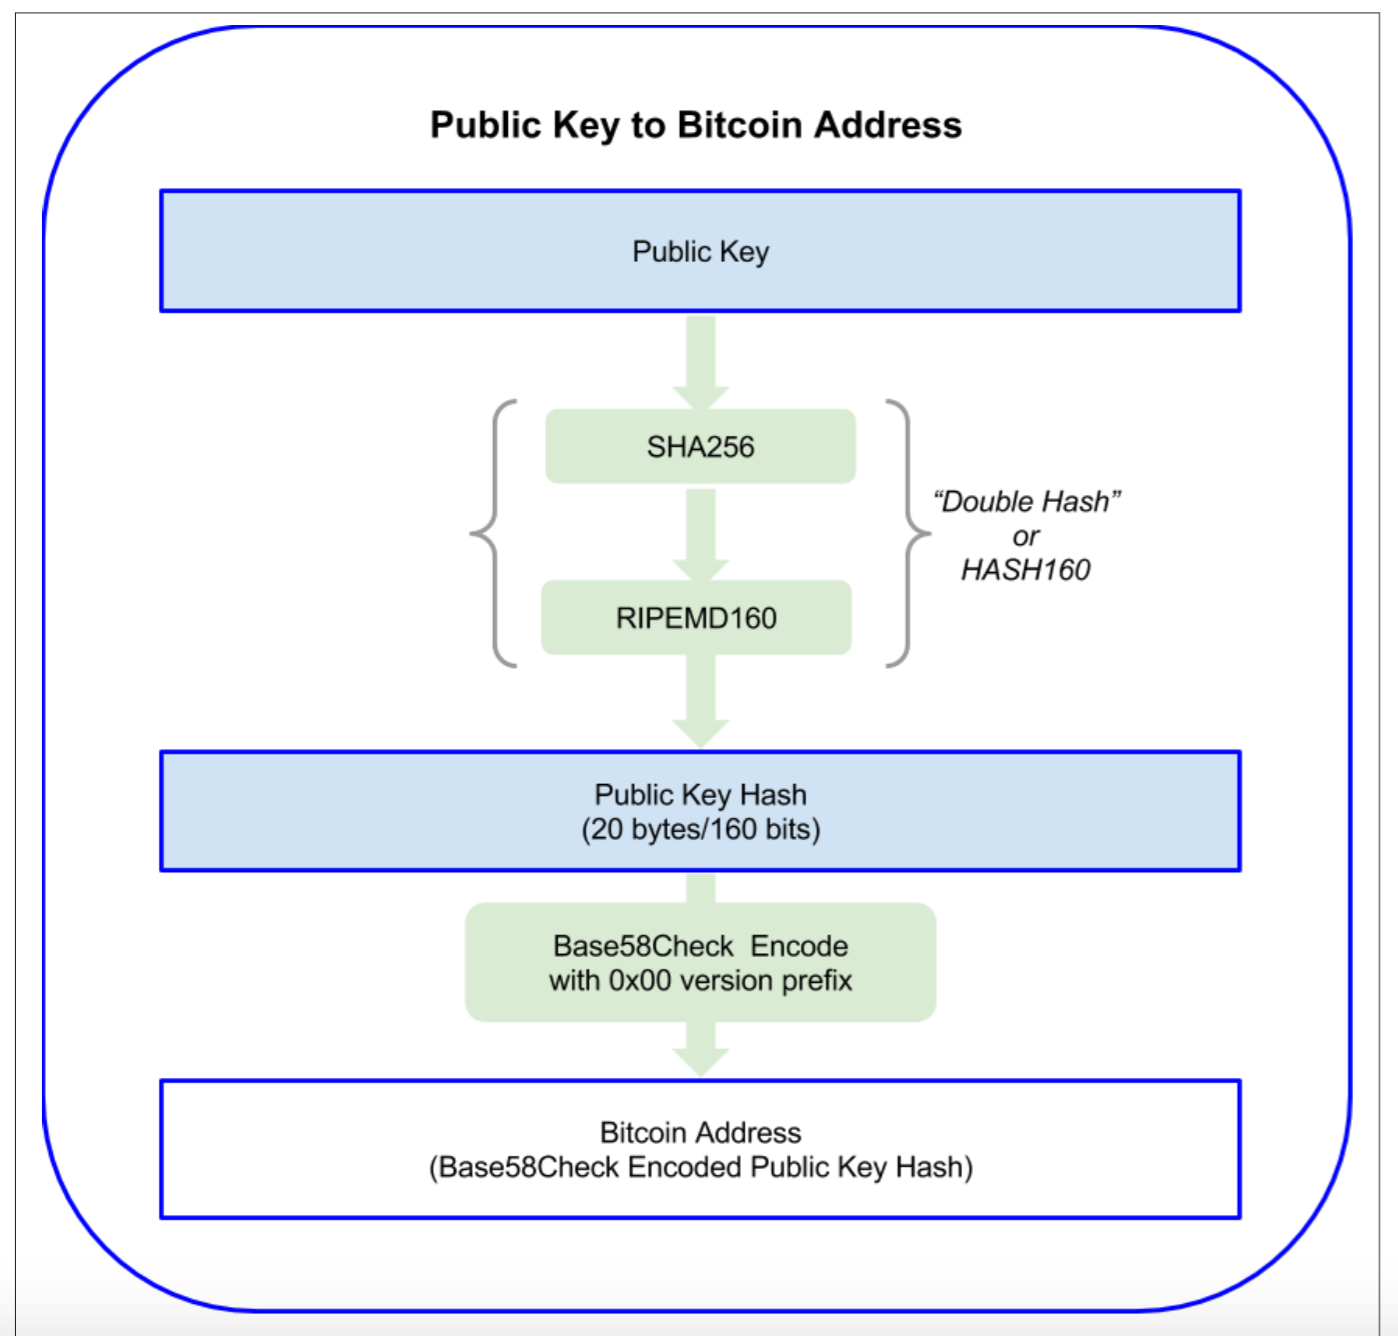 Public Key to Bitcoin Address
Public Key
SHA256
RIPEMD160
“Double Hash”
or
HASH160
Public Key Hash
(20 bytes/160 bits)
Base58Check Encode
with 0x00 version prefix
Bitcoin Address
(Base58Check Encoded Public Key Hash)